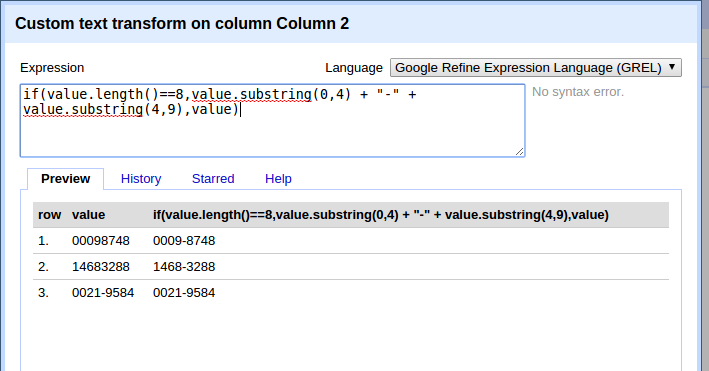 Custom text transform on column Column 2
Expression Language Google Refine Expression Language (GREL)
if(value.length()==8,value.substring(0,4) + "-" +
value.substring(4,9),value)
No syntax error.
Preview History Starred Help
row value if(value.length()==8,value.substring(0,4) + "-" + value.substring(4,9),value)
1. 00098748 0009-8748
2. 14683288 1468-3288
3. 0021-9584 0021-9584